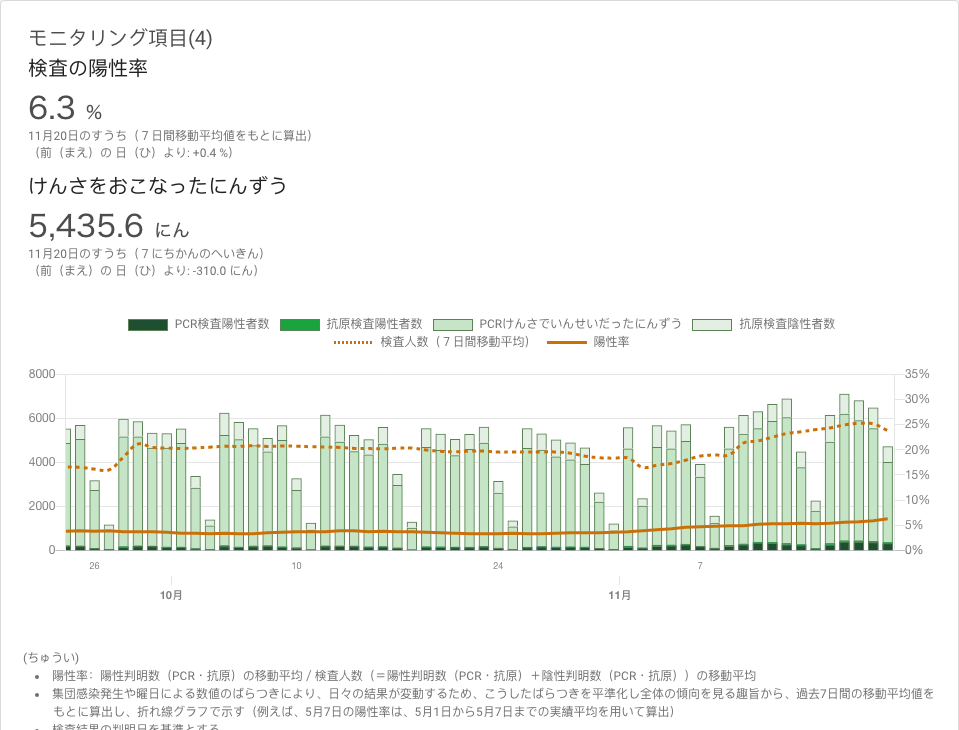 モニタリング項目(4)
検査の陽性率
6.3 %
11月20日のすうち（７日間移動平均値をもとに算出）
（前（まえ）の 日（ひ）より: +0.4 %）
けんさをおこなったにんずう
5,435.6 にん
11月20日のすうち（７にちかんのへいきん）
（前（まえ）の 日（ひ）より: -310.0 にん）
PCR検査陽性者数 抗原検査陽性者数 PCRけんさでいんせいだったにんずう 抗原検査陰性者数
検査人数（７日間移動平均） 陽性率
8000 35%
30%
6000 25%
20%
4000 15%
10%
2000 5%
0 0%
26 10 24 7
10月 11月
(ちゅうい)
• 陽性率：陽性判明数（PCR・抗原）の移動平均 / 検査人数（＝陽性判明数（PCR・抗原）＋陰性判明数（PCR・抗原））の移動平均
• 集団感染発生や曜日による数値のばらつきにより、日々の結果が変動するため、こうしたばらつきを平準化し全体の傾向を見る趣旨から、過去7日間の移動平均値を
もとに算出し、折れ線グラフで示す（例えば、5月7日の陽性率は、5月1日から5月7日までの実績平均を用いて算出）
• 検査結果の判明日を基準とする